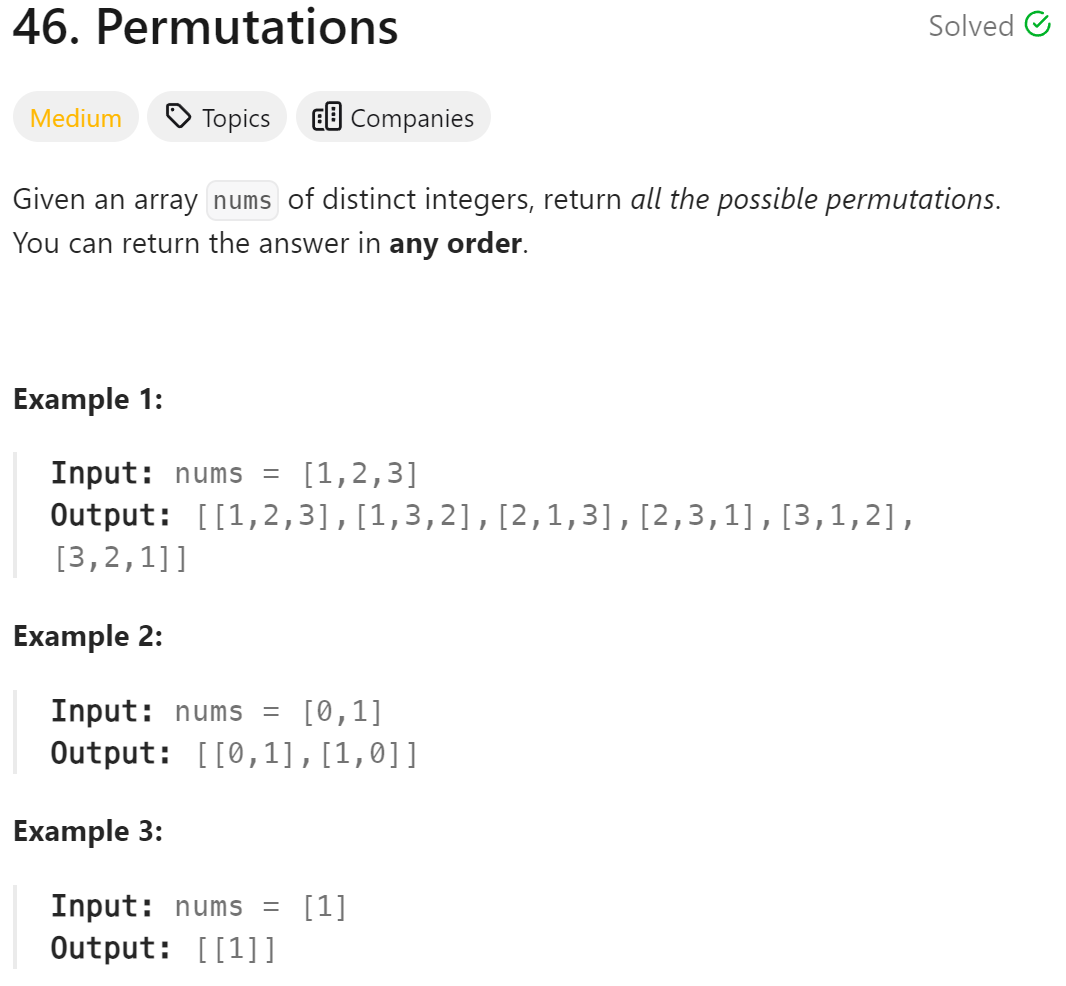 46. Permutations
Solved
Medium
Topics
Companies
Given an array nums of distinct integers, return all the possible permutations.
You can return the answer in any order.
Example 1:
Input: nums = [1,2,3]
Output: [[1,2,3],[1,3,2],[2,1,3],[2,3,1],[3,1,2],
[3,2,1]]
Example 2:
Input: nums = [0,1]
Output: [[0,1],[1,0]]
Example 3:
Input: nums = [1]
Output: [[1]]